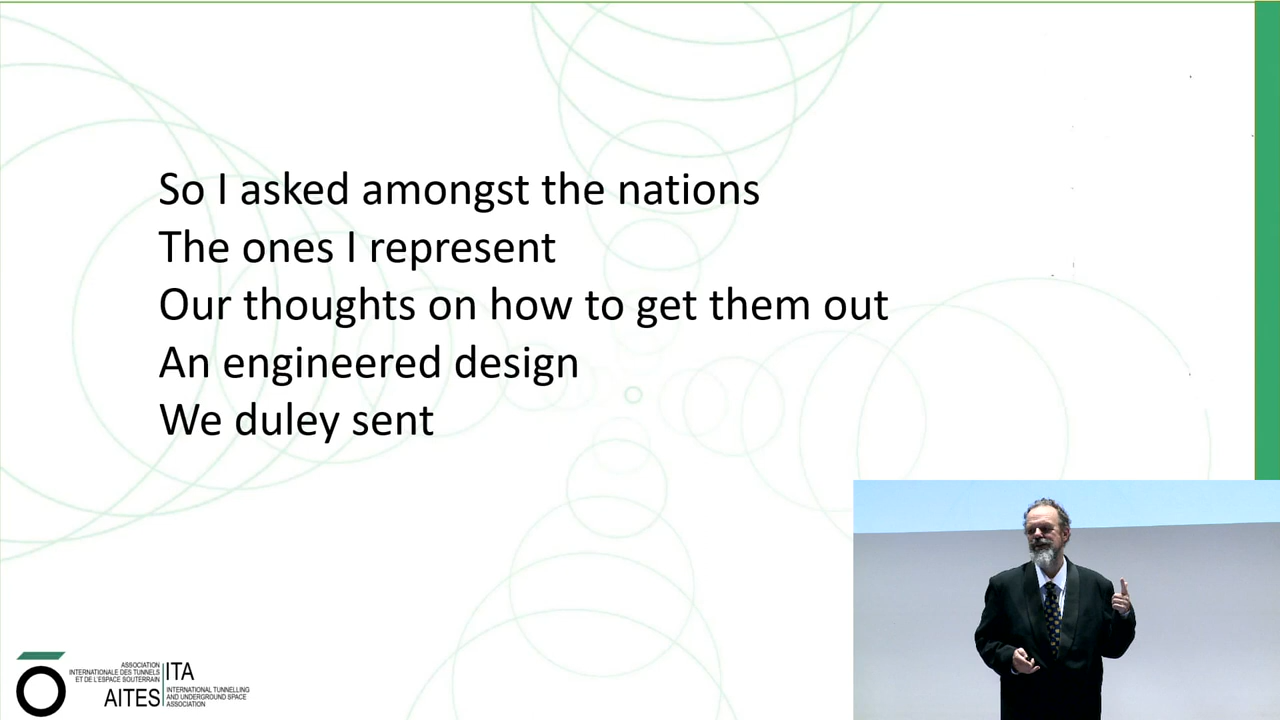 So I asked amongst the nations
The ones I represent
Our thoughts on how to get them out
An engineered design
We duley sent
ASSOCIATION
INTERNATIONALE DES TUNNELS
ET DE L'ESPACE SOUTERRAIN
AITES
ITA
INTERNATIONAL TUNNELLING
AND UNDERGROUND SPACE
ASSOCIATION